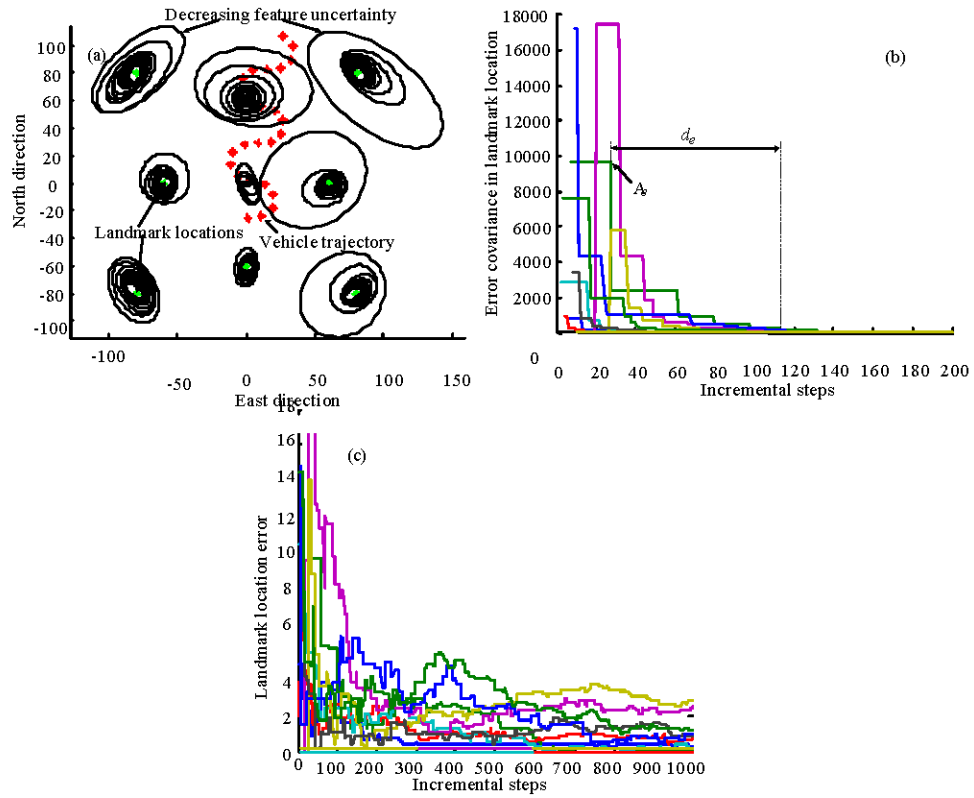 Decreasing feature uncertainty
(a)
100
80
60
40
20
0
-20
-40
-60
-80
-100
North direction
Landmark locations
Vehicle trajectory
-100
-50
0
50
100
150
East direction
18000
16000
14000
12000
10000
8000
6000
4000
2000
0
Error covariance in landmark location
(b)
de
As
0 20 40 60 80 100 120 140 160 180 200
Incremental steps
16
14
12
10
8
6
4
2
0
Landmark location error
(c)
0 100 200 300 400 500 600 700 800 900 1000
Incremental steps